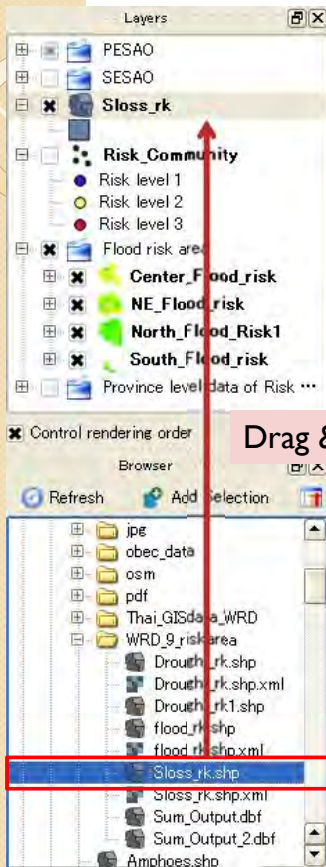 Layers
PESAO
SESAO
Sloss_rk
Risk_Community
Risk level 1
Risk level 2
Risk level 3
Flood risk area
Center_Flood_risk
NE_Flood_risk
North_Flood_Risk1
South_Flood_risk
Province level data of Risk ...
Control rendering order
Drag &
Browser
Refresh Add Selection
jpg
obec_data
osm
pdf
Thai_GISdata_WRD
WRD_9_riskarea
Drought_rk.shp
Drought_rk.shp.xml
Drought_rk1.shp
flood_rk.shp
flood_rk.shp.xml
Sloss_rk.shp
Sloss_rk.shp.xml
Sum_Output.dbf
Sum_Output_2.dbf
Amphoes.shp